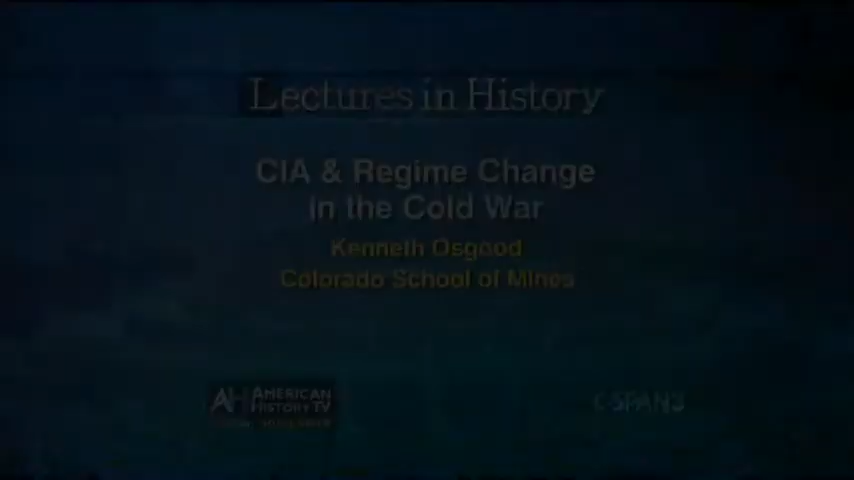 Lectures in History
CIA & Regime Change
in the Cold War
Kenneth Osgood
Colorado School of Mines
AH AMERICAN
HISTORY TV
C-SPAN3